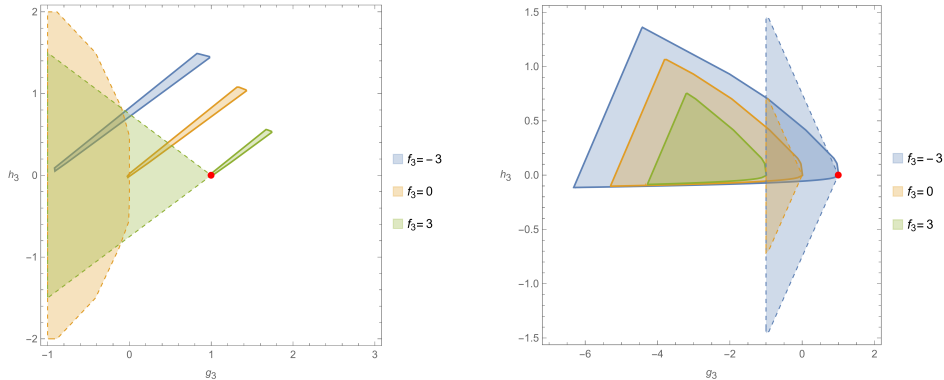 2
1
0
−1
−2
h₃
−1
0
1
2
3
g₃
f₃= − 3
f₃= 0
f₃= 3
1.5
1.0
0.5
0.0
−0.5
−1.0
−1.5
h₃
−6
−4
−2
0
2
g₃
f₃= − 3
f₃= 0
f₃= 3